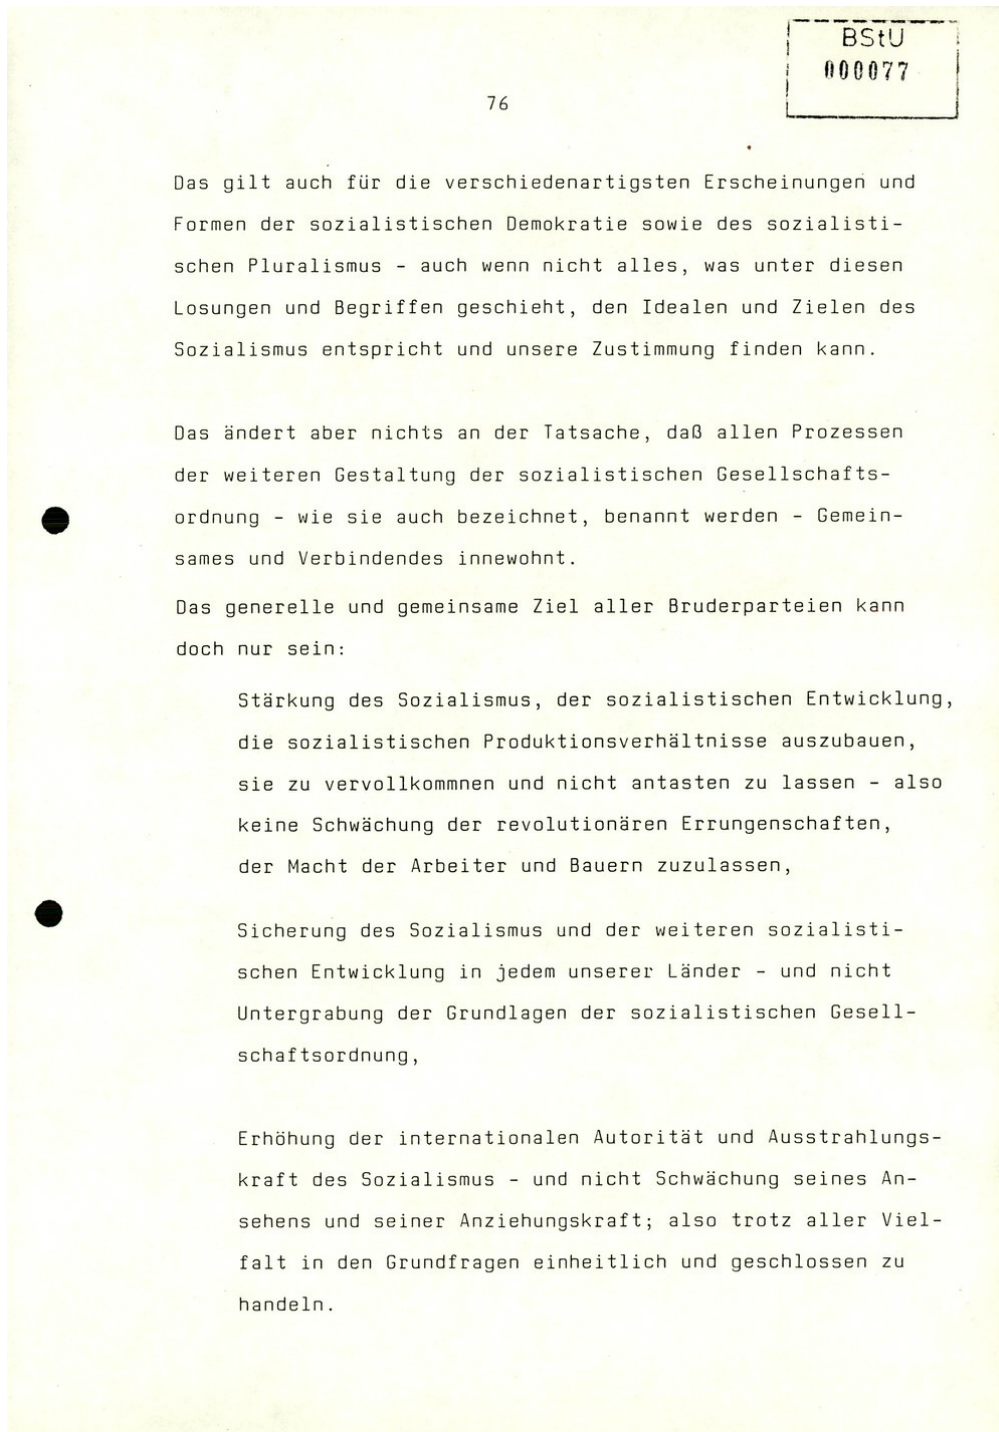 BStU
000077
76
Das gilt auch für die verschiedenartigsten Erscheinungen und
Formen der sozialistischen Demokratie sowie des sozialisti-
schen Pluralismus - auch wenn nicht alles, was unter diesen
Losungen und Begriffen geschieht, den Idealen und Zielen des
Sozialismus entspricht und unsere Zustimmung finden kann.
Das ändert aber nichts an der Tatsache, daß allen Prozessen
der weiteren Gestaltung der sozialistischen Gesellschafts-
ordnung - wie sie auch bezeichnet, benannt werden - Gemein-
sames und Verbindendes innewohnt.
Das generelle und gemeinsame Ziel aller Bruderparteien kann
doch nur sein:
Stärkung des Sozialismus, der sozialistischen Entwicklung,
die sozialistischen Produktionsverhältnisse auszubauen,
sie zu vervollkommnen und nicht antasten zu lassen - also
keine Schwächung der revolutionären Errungenschaften,
der Macht der Arbeiter und Bauern zuzulassen,
Sicherung des Sozialismus und der weiteren sozialisti-
schen Entwicklung in jedem unserer Länder - und nicht
Untergrabung der Grundlagen der sozialistischen Gesell-
schaftsordnung,
Erhöhung der internationalen Autorität und Ausstrahlungs-
kraft des Sozialismus - und nicht Schwächung seines An-
sehens und seiner Anziehungskraft; also trotz aller Viel-
falt in den Grundfragen einheitlich und geschlossen zu
handeln.